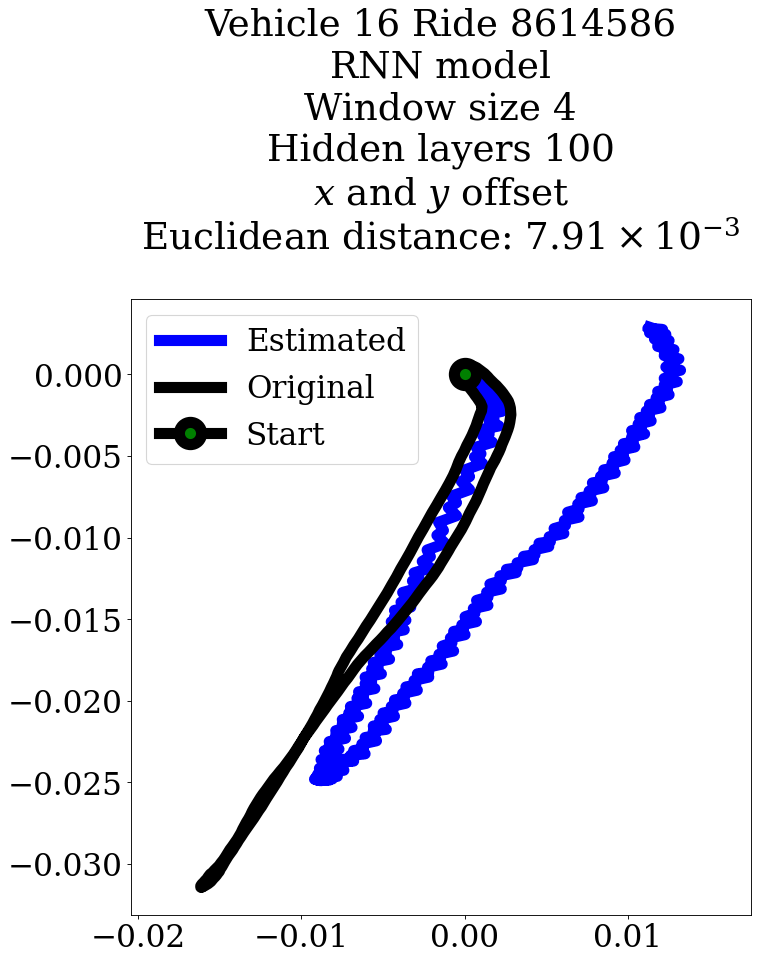 Vehicle 16 Ride 8614586
RNN model
Window size 4
Hidden layers 100
x and y offset
Euclidean distance: 7.91 × 10⁻³
Estimated
Original
Start
0.000
−0.005
−0.010
−0.015
−0.020
−0.025
−0.030
−0.02 −0.01 0.00 0.01